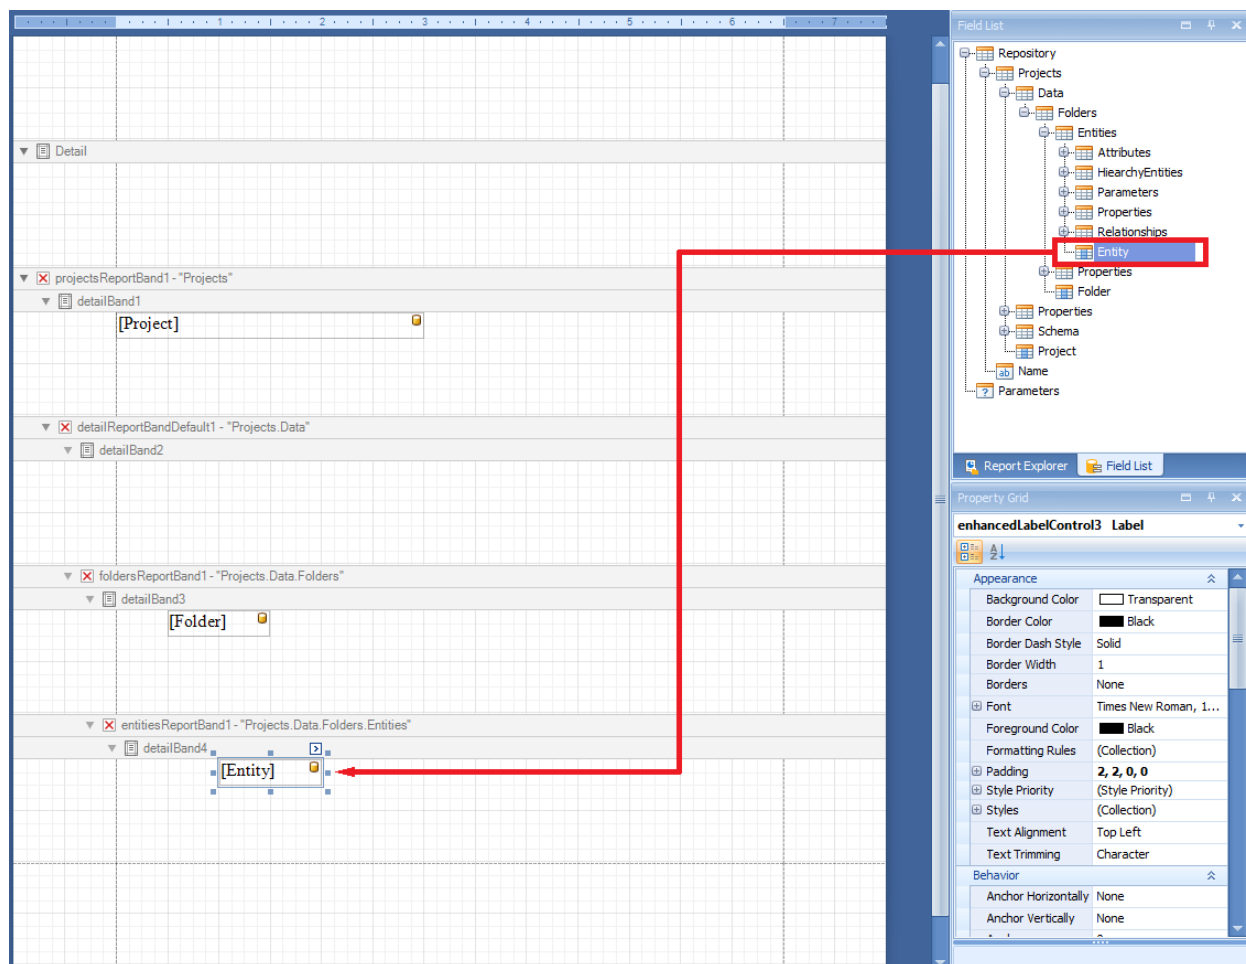 1 2 3 4 5 6 7
Detail
projectsReportBand1 - "Projects"
detailBand1
[Project]
detailReportBandDefault1 - "Projects.Data"
detailBand2
foldersReportBand1 - "Projects.Data.Folders"
detailBand3
[Folder]
entitiesReportBand1 - "Projects.Data.Folders.Entities"
detailBand4
[Entity]
Field List
Repository
Projects
Data
Folders
Entities
Attributes
HiearchyEntities
Parameters
Properties
Relationships
Entity
Properties
Folder
Properties
Schema
Project
ab Name
? Parameters
Report Explorer Field List
Property Grid
enhancedLabelControl3 Label
A
Z
Appearance
Background Color Transparent
Border Color Black
Border Dash Style Solid
Border Width 1
Borders None
Font Times New Roman, 1...
Foreground Color Black
Formatting Rules (Collection)
Padding 2, 2, 0, 0
Style Priority (Style Priority)
Styles (Collection)
Text Alignment Top Left
Text Trimming Character
Behavior
Anchor Horizontally None
Anchor Vertically None